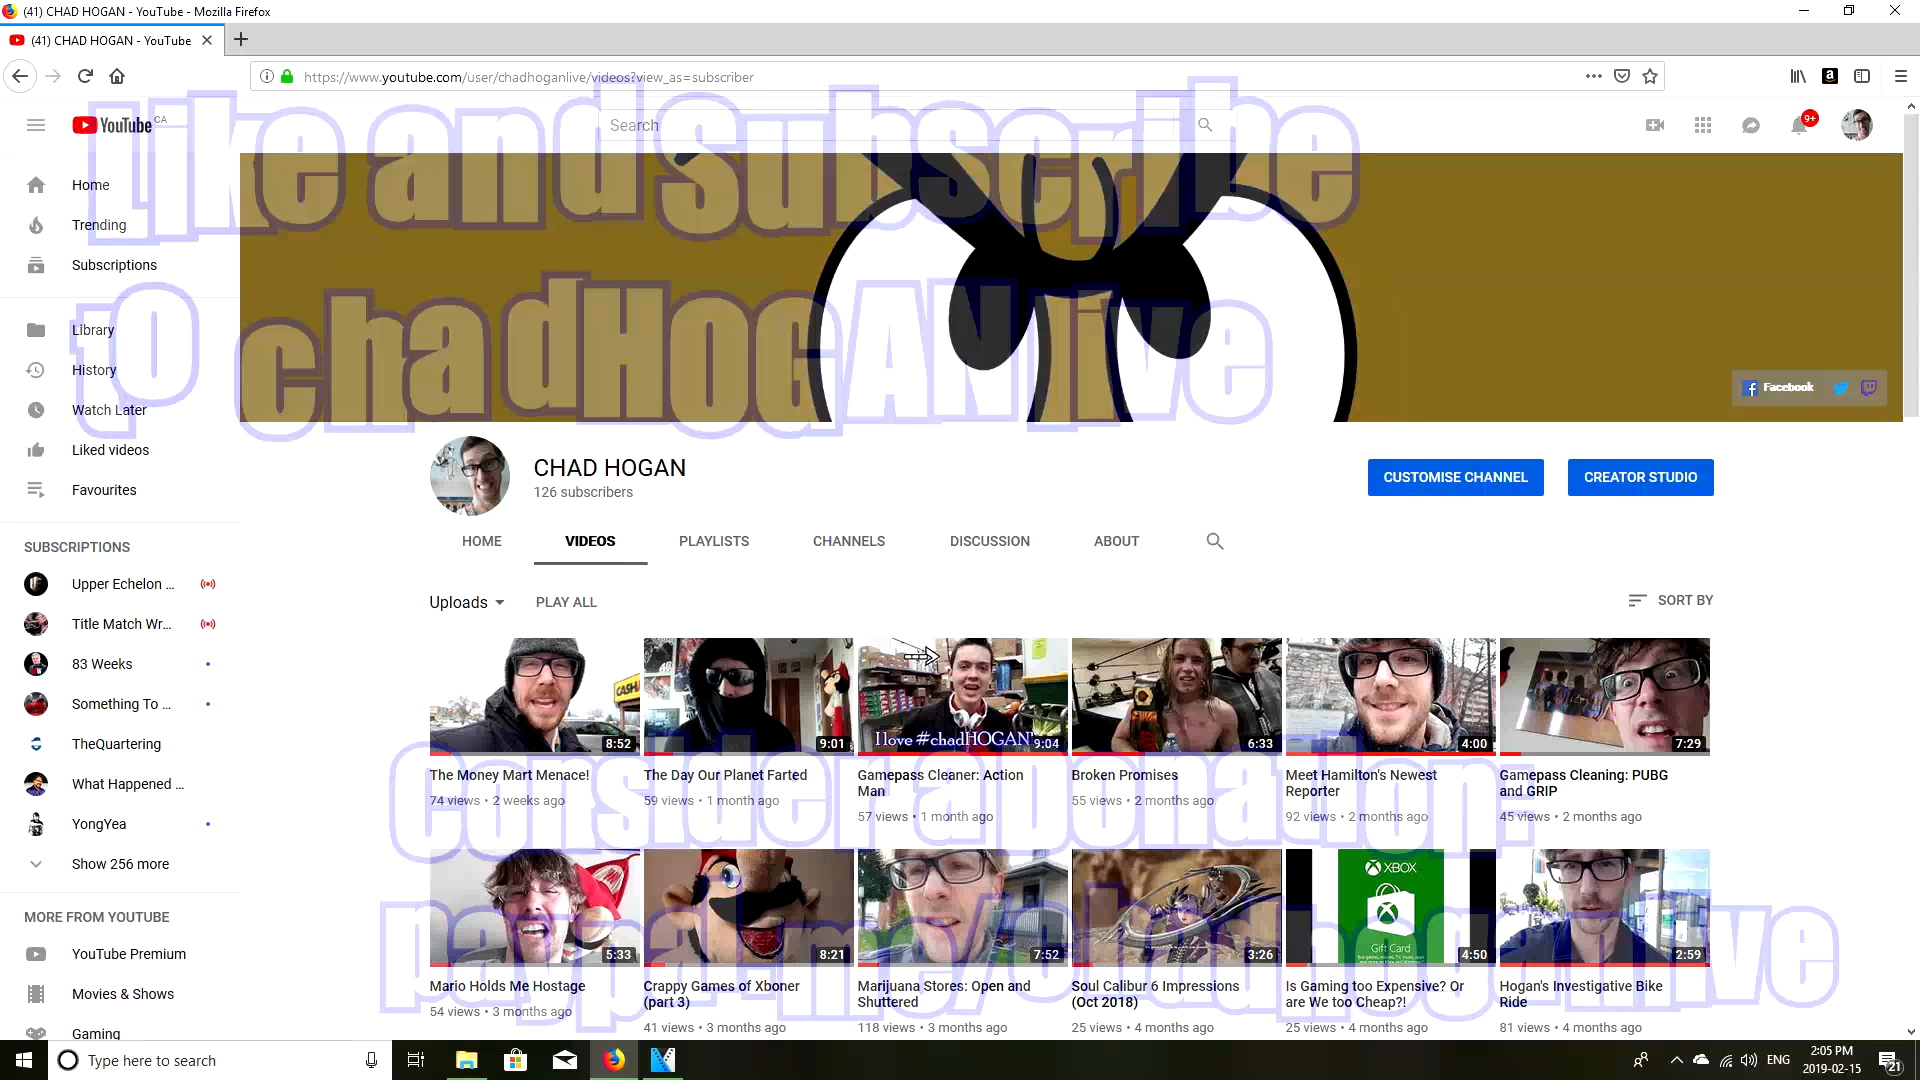 (41) CHAD HOGAN - YouTube - Mozilla Firefox
(41) CHAD HOGAN - YouTube
https://www.youtube.com/user/chadhoganlive/videos?view_as=subscriber
YouTube CA
Search
9+
Like and Subscribe
to chadHOGANlive
Home
Trending
Subscriptions
Library
History
Watch Later
Liked videos
Favourites
Facebook
CHAD HOGAN
126 subscribers
CUSTOMISE CHANNEL
CREATOR STUDIO
HOME VIDEOS PLAYLISTS CHANNELS DISCUSSION ABOUT
SUBSCRIPTIONS
Upper Echelon ...
Title Match Wr...
83 Weeks
Something To ...
TheQuartering
What Happened ...
YongYea
Show 256 more
MORE FROM YOUTUBE
YouTube Premium
Movies & Shows
Gaming
Uploads PLAY ALL SORT BY
8:52
The Money Mart Menace!
74 views • 2 weeks ago
9:01
The Day Our Planet Farted
59 views • 1 month ago
I love #chadHOGAN
9:04
Gamepass Cleaner: Action
Man
57 views • 1 month ago
6:33
Broken Promises
55 views • 2 months ago
4:00
Meet Hamilton's Newest
Reporter
92 views • 2 months ago
7:29
Gamepass Cleaning: PUBG
and GRIP
45 views • 2 months ago
Consider a Donation:
paypal.me/chadhoganlive
CASH
5:33
Mario Holds Me Hostage
54 views • 3 months ago
8:21
Crappy Games of Xboner
(part 3)
41 views • 3 months ago
7:52
Marijuana Stores: Open and
Shuttered
118 views • 3 months ago
3:26
Soul Calibur 6 Impressions
(Oct 2018)
25 views • 4 months ago
XBOX
Gift Card
4:50
Is Gaming too Expensive? Or
are We too Cheap?!
25 views • 4 months ago
2:59
Hogan's Investigative Bike
Ride
81 views • 4 months ago
Type here to search
ENG
2:05 PM
2019-02-15
21